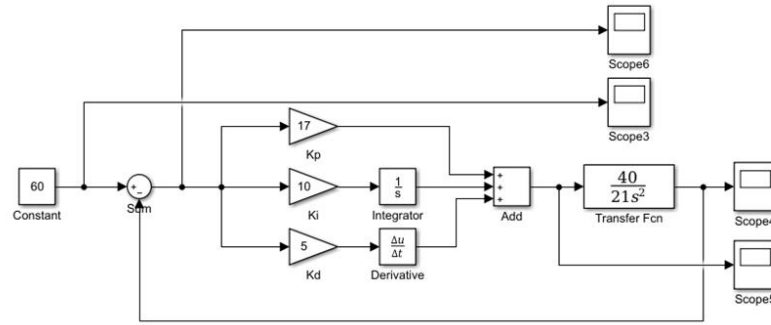 Scope6
Scope3
17
Kp
60
Constant
+
−
Sum
10
Ki
1
s
Integrator
+
+
+
Add
40
21s²
Transfer Fcn
Scope4
5
Kd
Δu
Δt
Derivative
Scope5